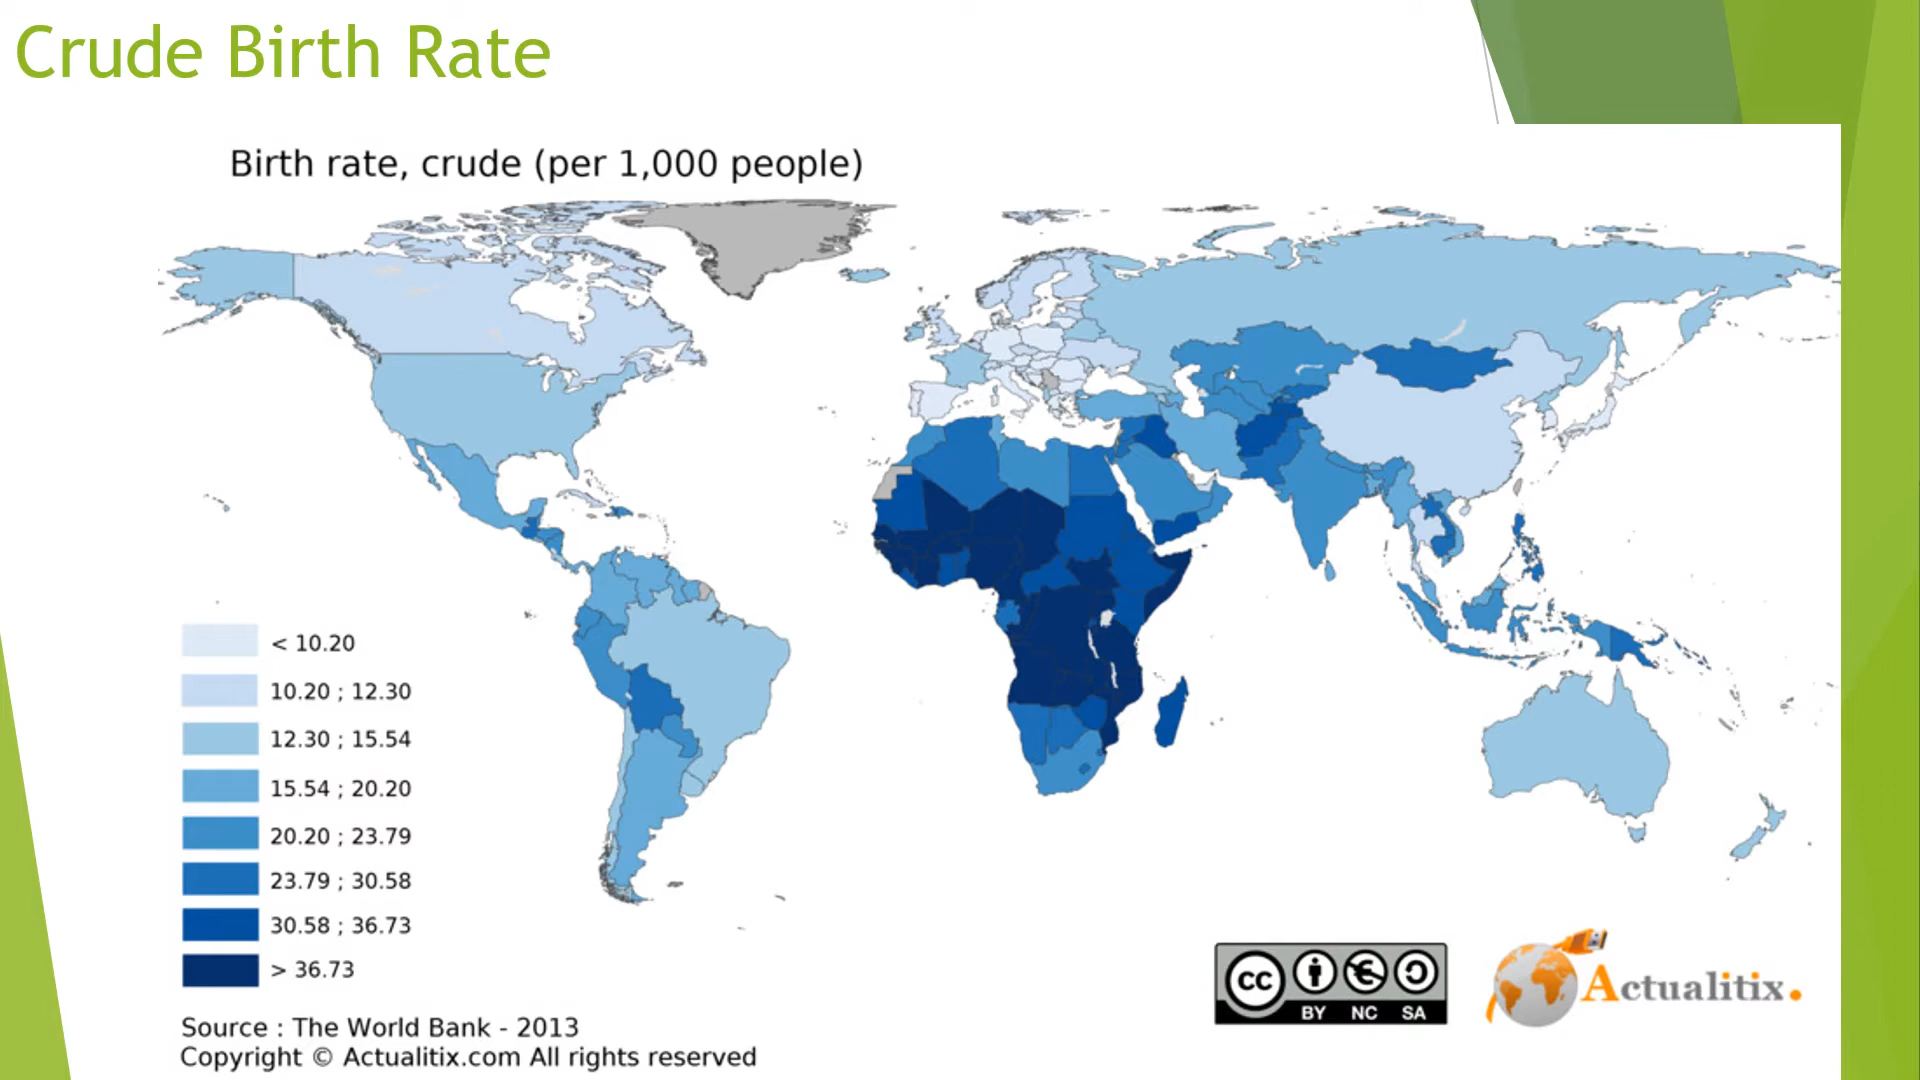 Crude Birth Rate
Birth rate, crude (per 1,000 people)
< 10.20
10.20 ; 12.30
12.30 ; 15.54
15.54 ; 20.20
20.20 ; 23.79
23.79 ; 30.58
30.58 ; 36.73
> 36.73
Source : The World Bank - 2013
Copyright © Actualitix.com All rights reserved
cc
BY NC SA
Actualitix.